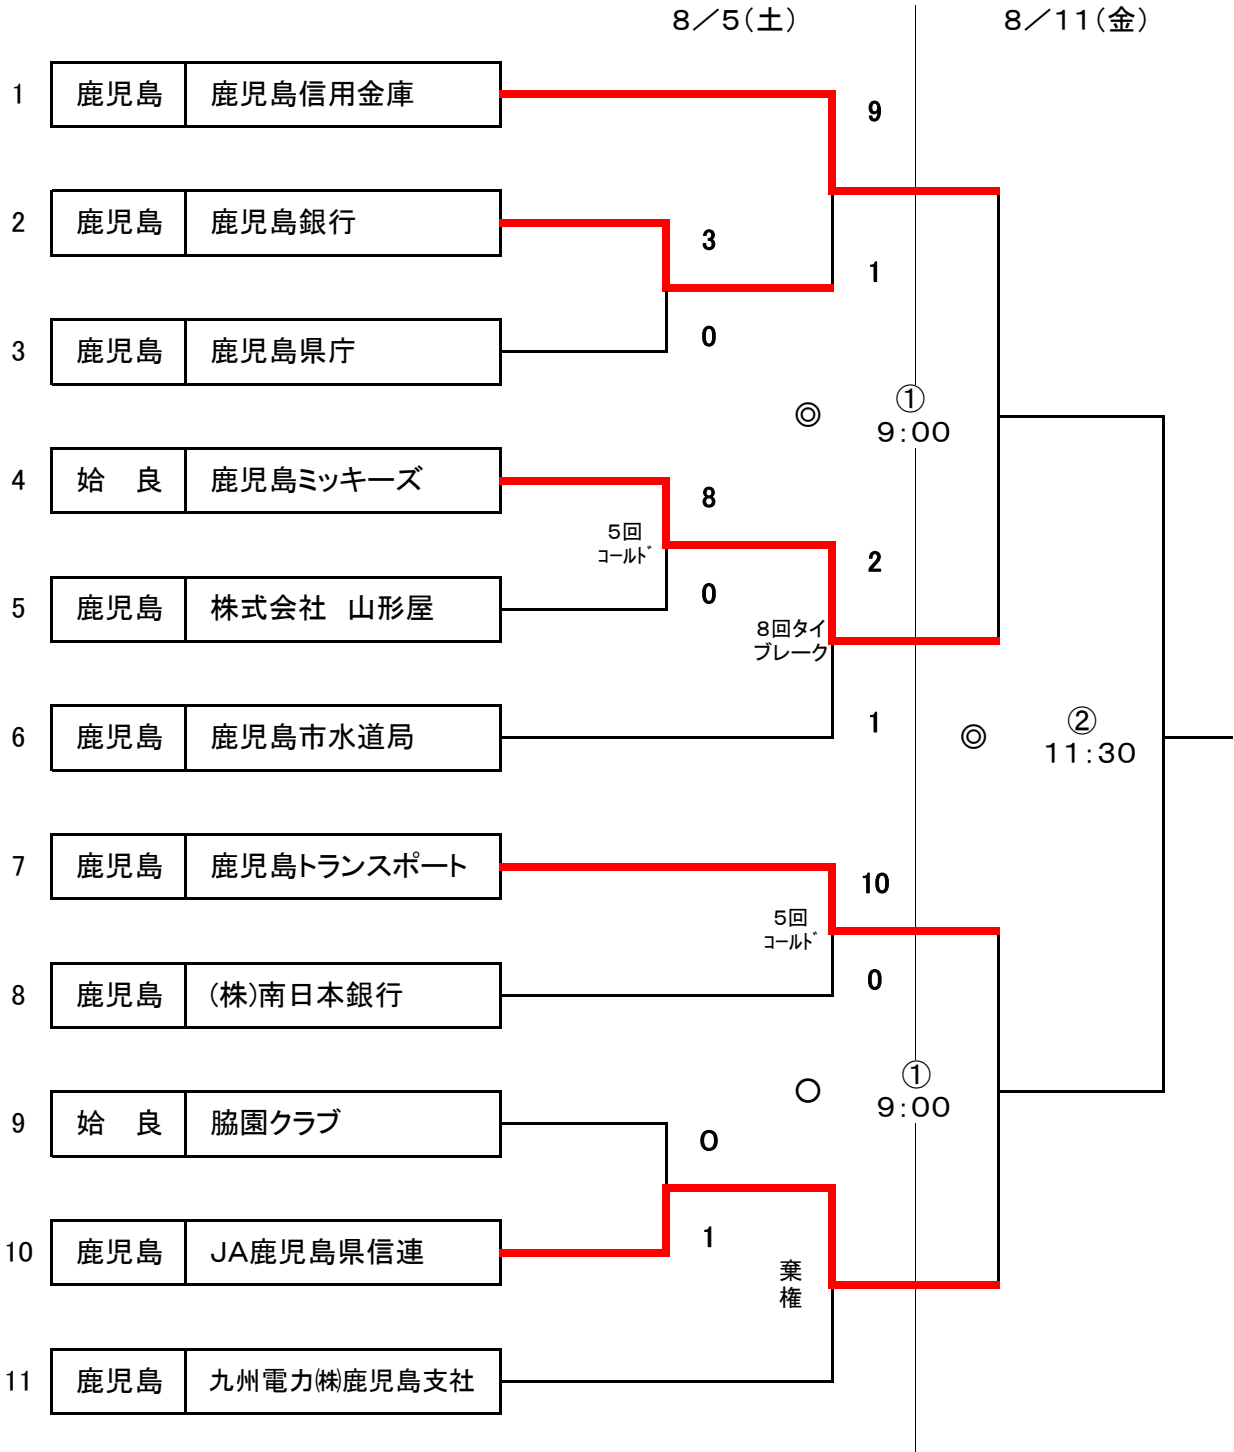 ８／５（土）
８／１１（金）
1 鹿児島 鹿児島信用金庫
9
2 鹿児島 鹿児島銀行
3
1
3 鹿児島 鹿児島県庁
0
◎ ①
９：００
4 姶　良 鹿児島ミッキーズ
8
5回
コールド
2
5 鹿児島 株式会社　山形屋
0
8回タイ
ブレーク
6 鹿児島 鹿児島市水道局
1
◎ ②
１１：３０
7 鹿児島 鹿児島トランスポート
10
5回
コールド
0
8 鹿児島 （株）南日本銀行
○ ①
９：００
9 姶　良 脇園クラブ
0
10 鹿児島 JA鹿児島県信連
1
棄
権
11 鹿児島 九州電力㈱鹿児島支社